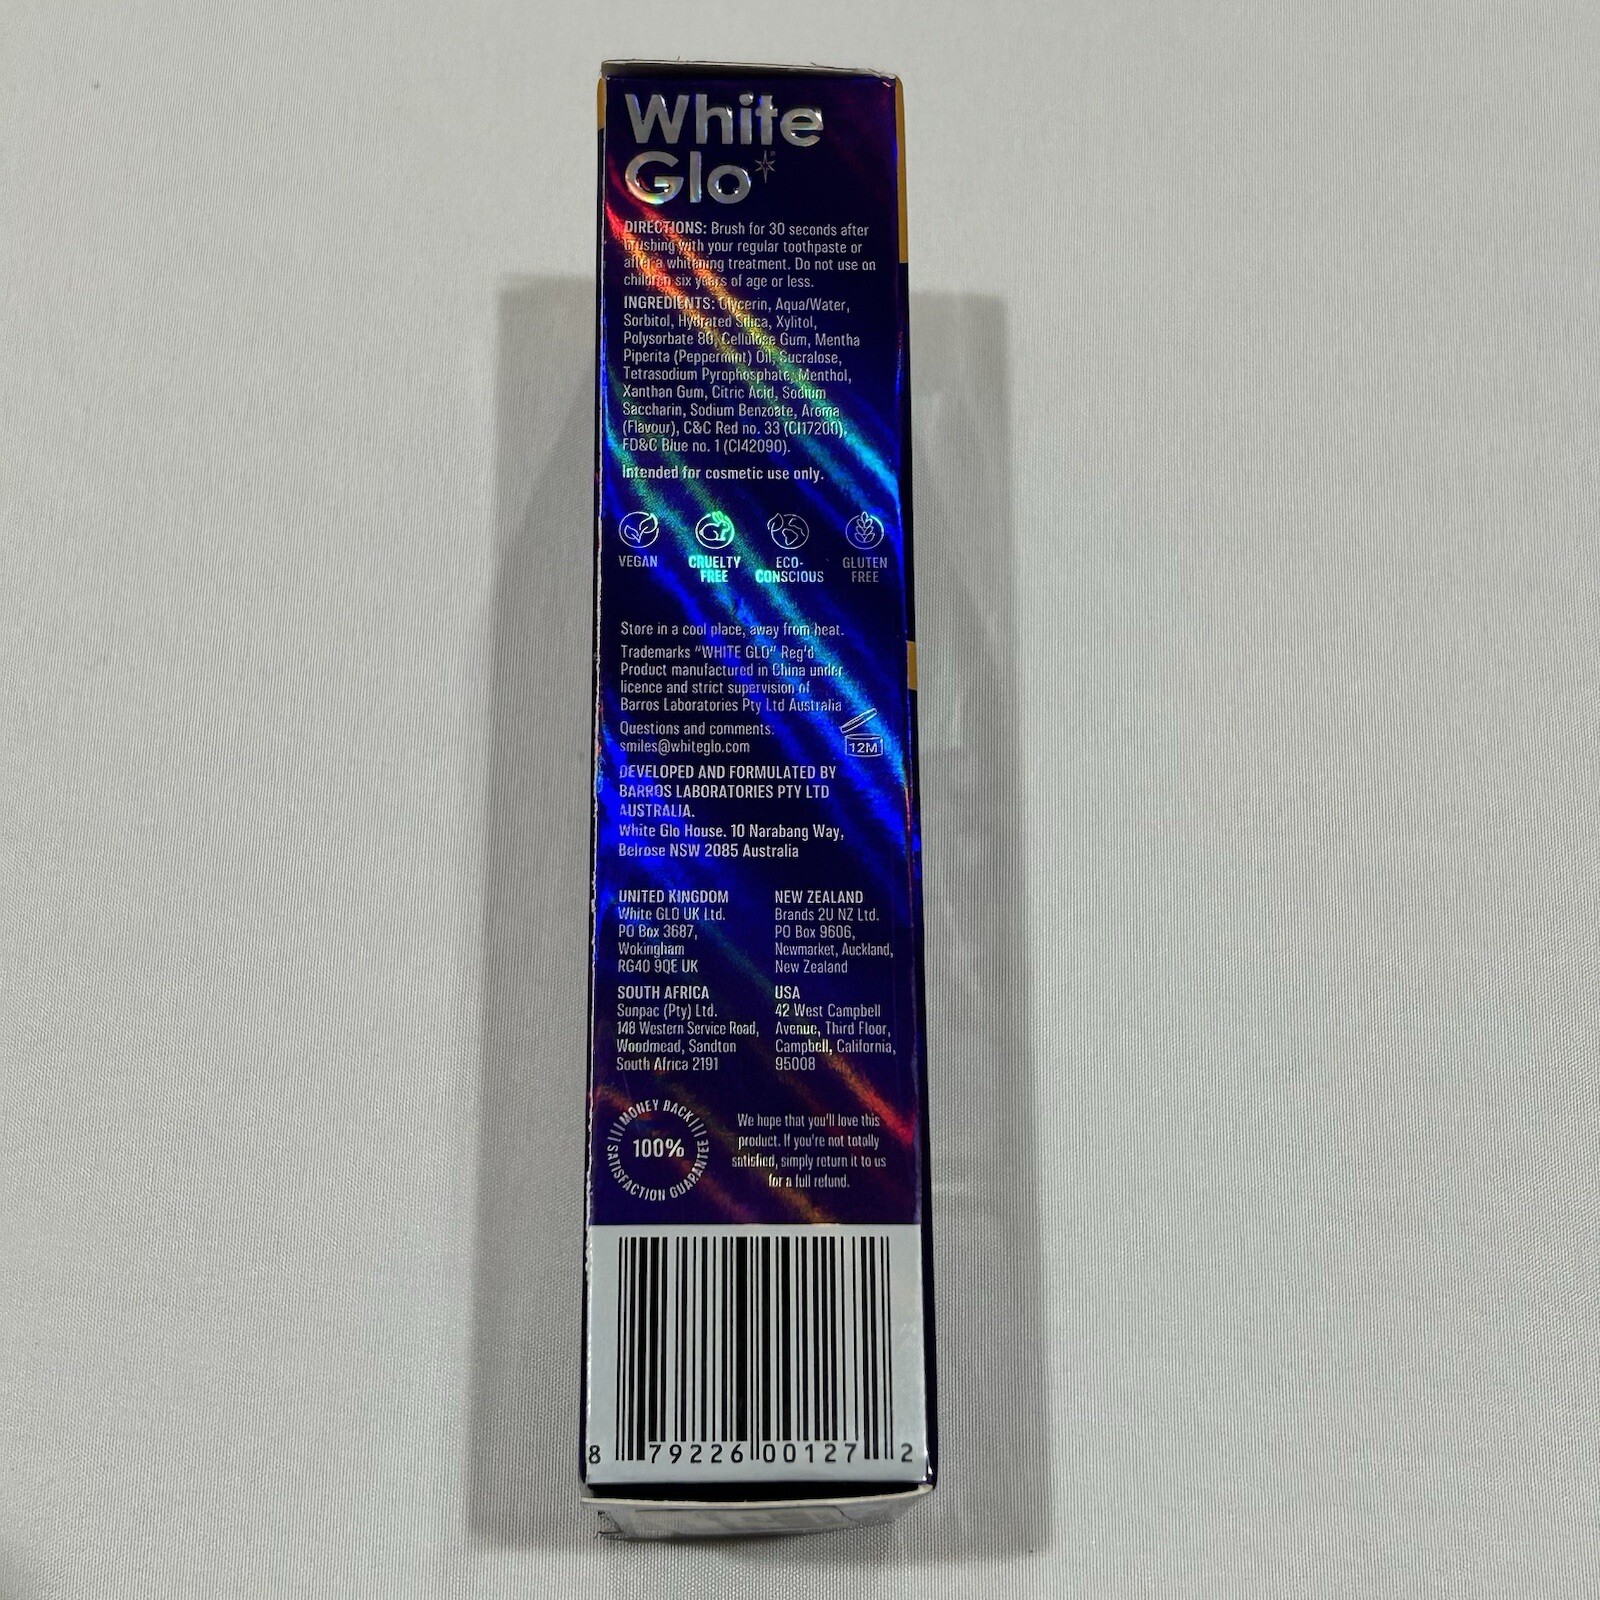 White
Glo
DIRECTIONS: Brush for 30 seconds after
brushing with your regular toothpaste or
after a whitening treatment. Do not use on
children six years of age or less.
INGREDIENTS: Glycerin, Aqua/Water,
Sorbitol, Hydrated Silica, Xylitol,
Polysorbate 80, Cellulose Gum, Mentha
Piperita (Peppermint) Oil, Sucralose,
Tetrasodium Pyrophosphate, Menthol,
Xanthan Gum, Citric Acid, Sodium
Saccharin, Sodium Benzoate, Aroma
(Flavour), C&C Red no. 33 (CI17200),
FD&C Blue no. 1 (CI42090).
Intended for cosmetic use only.
VEGAN
CRUELTY
FREE
ECO-
CONSCIOUS
GLUTEN
FREE
Store in a cool place, away from heat.
Trademarks "WHITE GLO" Reg'd
Product manufactured in China under
licence and strict supervision of
Barros Laboratories Pty Ltd Australia
Questions and comments.
smiles@whiteglo.com
12M
DEVELOPED AND FORMULATED BY
BARROS LABORATORIES PTY LTD
AUSTRALIA.
White Glo House. 10 Narabang Way,
Belrose NSW 2085 Australia
UNITED KINGDOM
White GLO UK Ltd.
PO Box 3687,
Wokingham
RG40 9QE UK
NEW ZEALAND
Brands 2U NZ Ltd.
PO Box 9606,
Newmarket, Auckland,
New Zealand
SOUTH AFRICA
Sunpac (Pty) Ltd.
148 Western Service Road,
Woodmead, Sandton
South Africa 2191
USA
42 West Campbell
Avenue, Third Floor,
Campbell, California,
95008
MONEY BACK
100%
SATISFACTION GUARANTEE
We hope that you'll love this
product. If you're not totally
satisfied, simply return it to us
for a full refund.
8 79226 00127 2